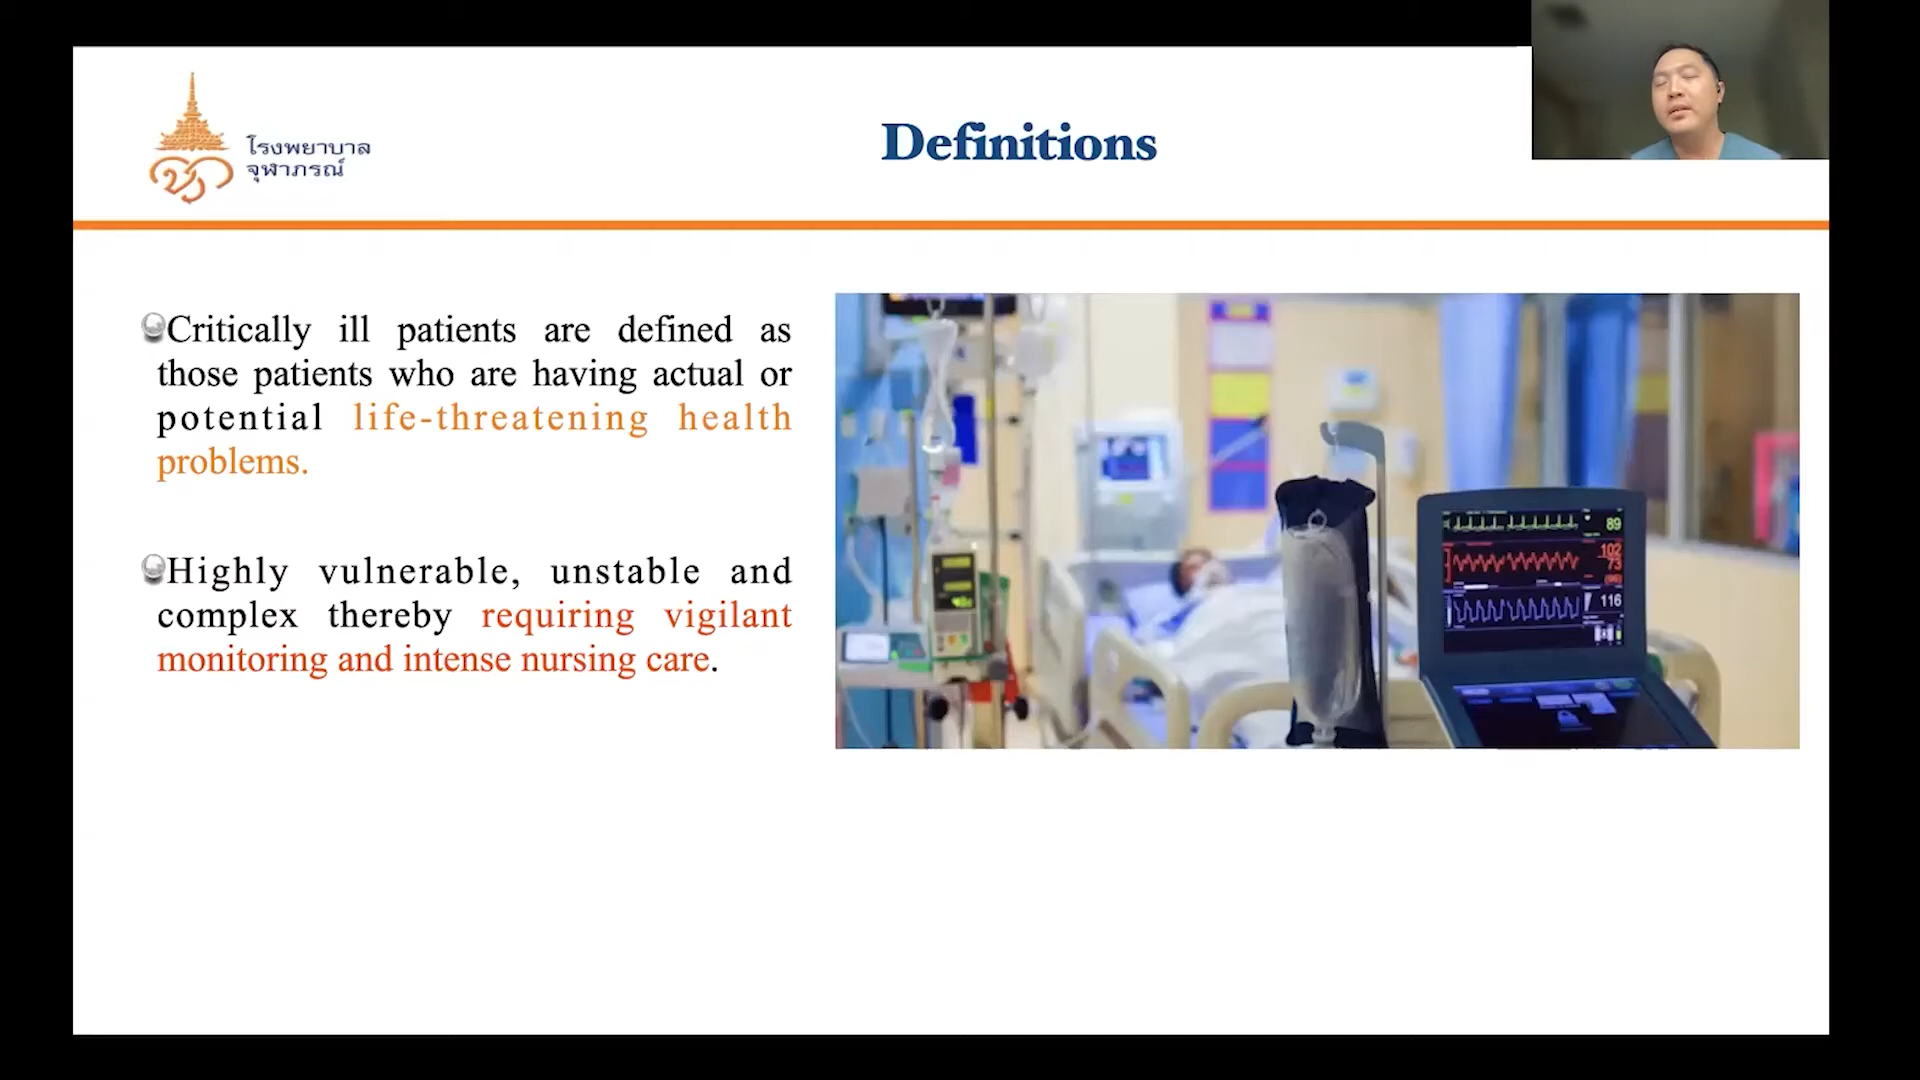 โรงพยาบาล
จุฬาภรณ์
Definitions
Critically ill patients are defined as
those patients who are having actual or
potential life-threatening health
problems.
Highly vulnerable, unstable and
complex thereby requiring vigilant
monitoring and intense nursing care.
89
102
73
116